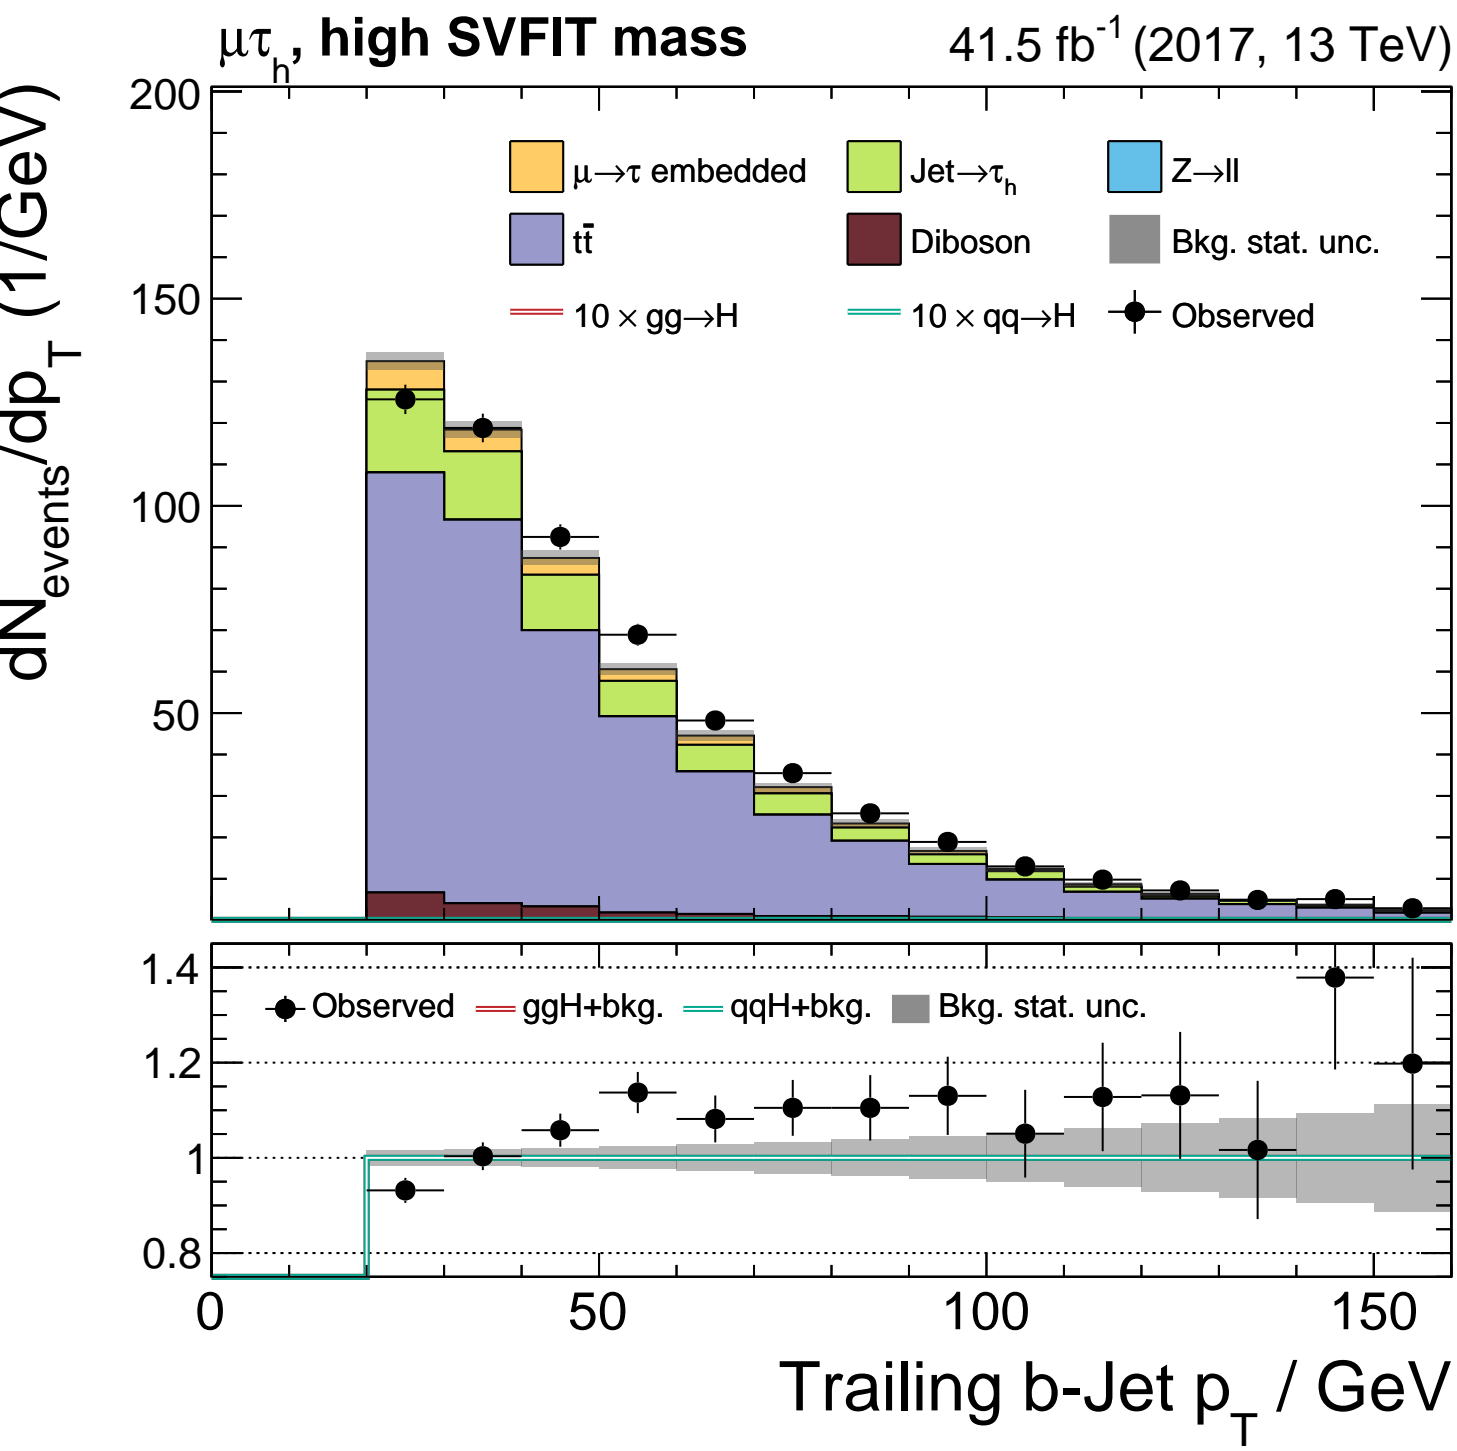 μτh, high SVFIT mass 41.5 fb-1 (2017, 13 TeV)
dNevents/dpT (1/GeV)
200
150
100
50
μ→τ embedded Jet→τh Z→ll
tt̄ Diboson Bkg. stat. unc.
10 × gg→H 10 × qq→H Observed
1.4
1.2
1
0.8
Observed ggH+bkg. qqH+bkg. Bkg. stat. unc.
0 50 100 150
Trailing b-Jet pT / GeV